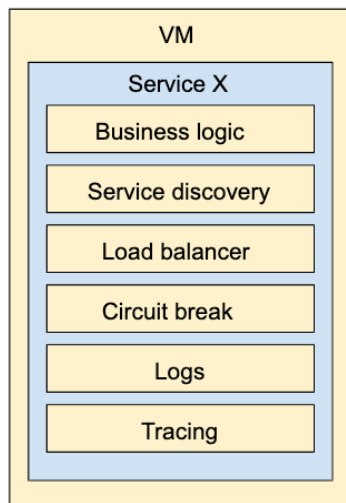 VM
Service X
Business logic
Service discovery
Load balancer
Circuit break
Logs
Tracing